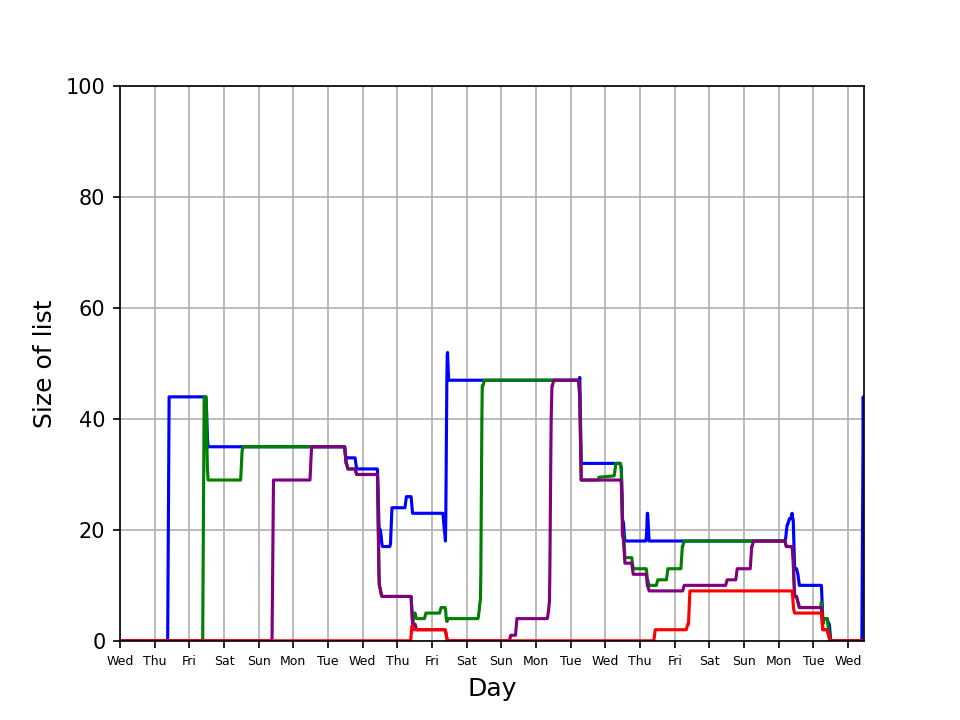 100
80
60
40
20
0
Size of list
Wed Thu Fri Sat Sun Mon Tue Wed Thu Fri Sat Sun Mon Tue Wed Thu Fri Sat Sun Mon Tue Wed
Day